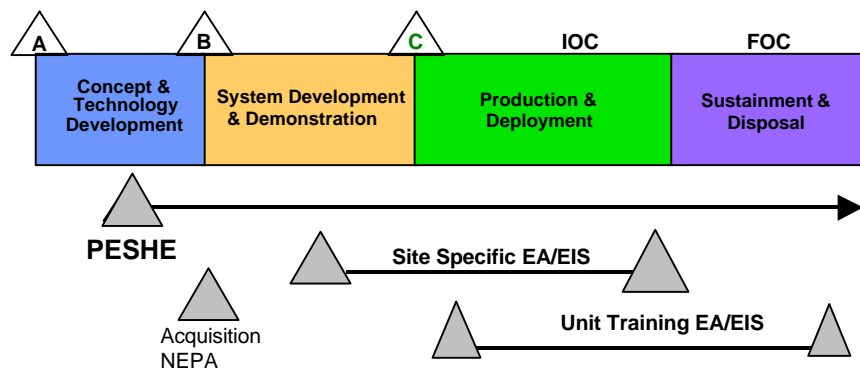 A
B
C
IOC
FOC
Concept &
Technology
Development
System Development
& Demonstration
Production &
Deployment
Sustainment &
Disposal
PESHE
Site Specific EA/EIS
Acquisition
NEPA
Unit Training EA/EIS